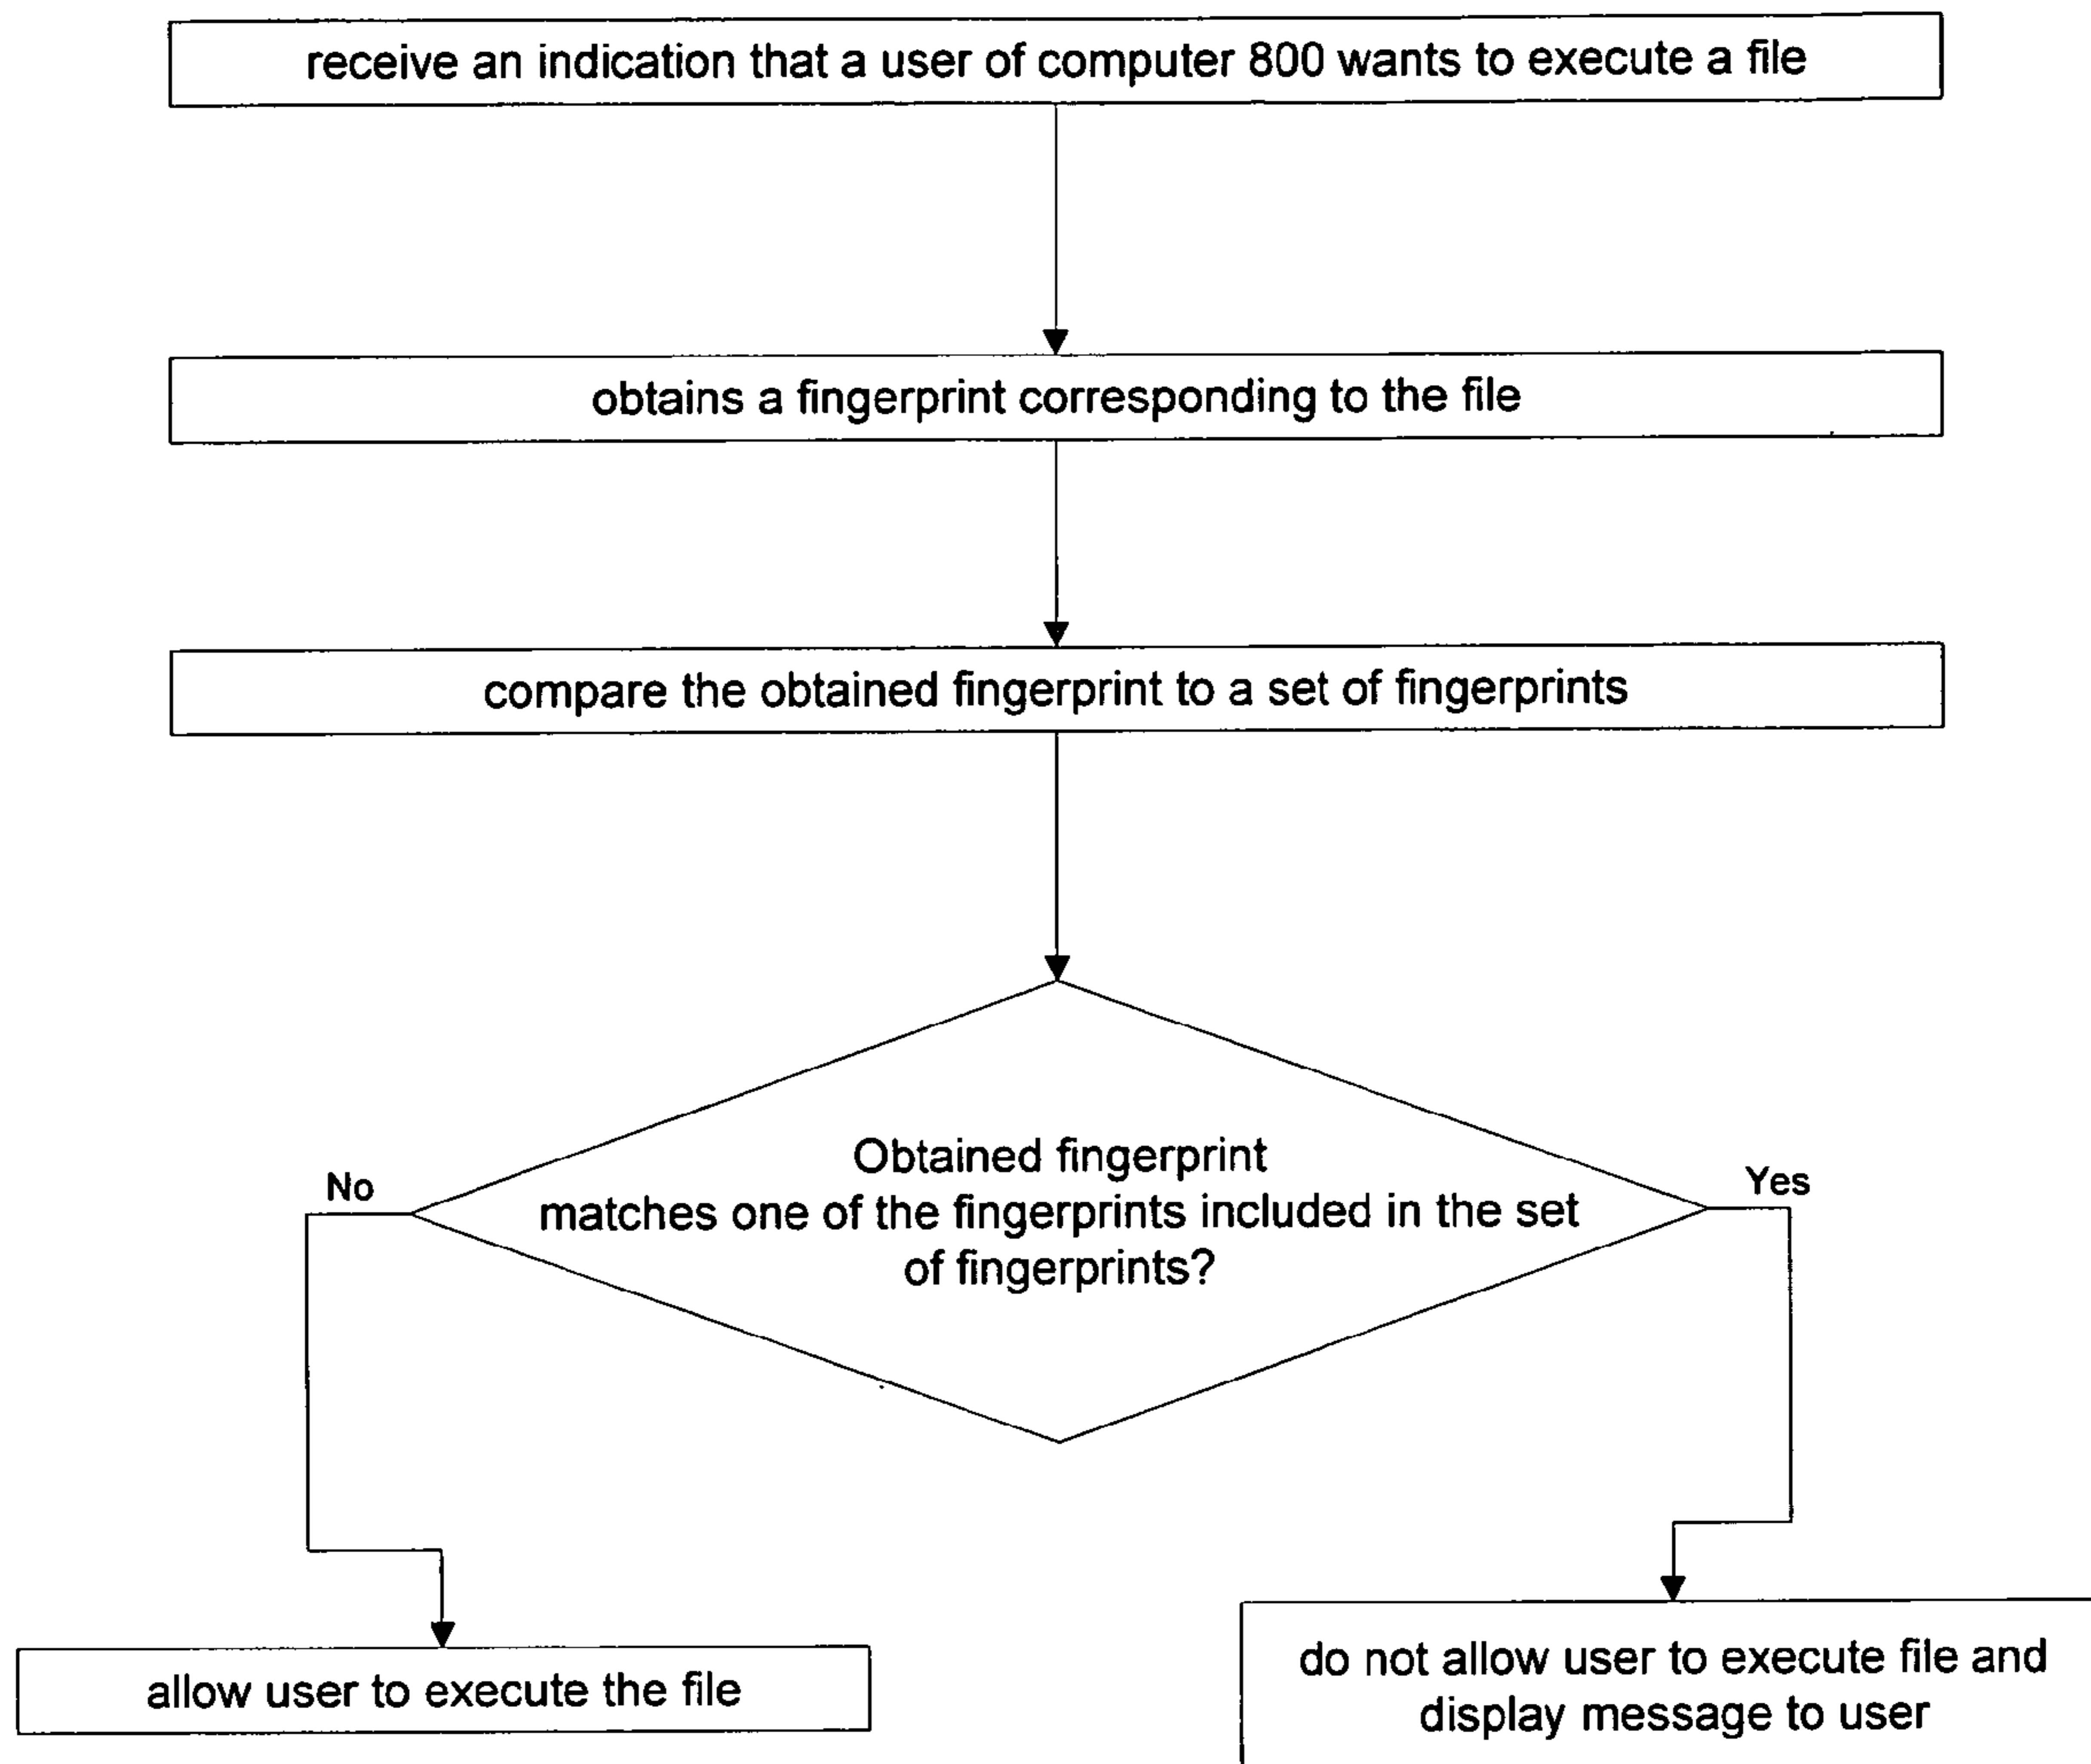 receive an indication that a user of computer 800 wants to execute a file
obtains a fingerprint corresponding to the file
compare the obtained fingerprint to a set of fingerprints
Obtained fingerprint
matches one of the fingerprints included in the set
of fingerprints?
No
Yes
allow user to execute the file
do not allow user to execute file and
display message to user